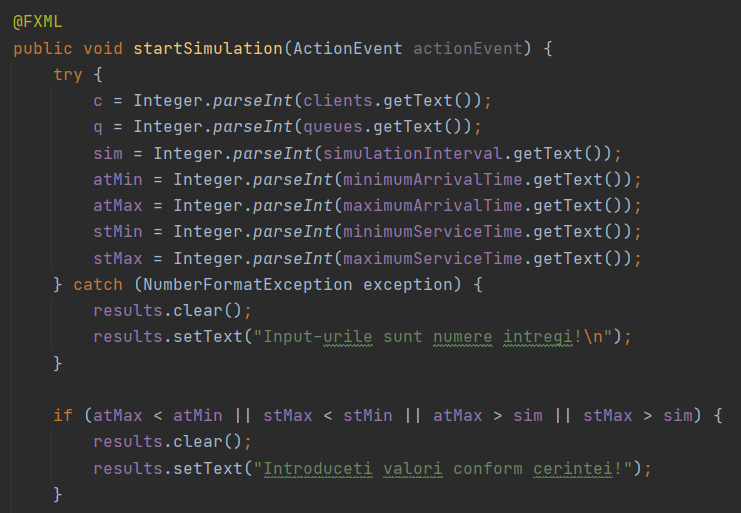 @FXML
public void startSimulation(ActionEvent actionEvent) {
try {
c = Integer.parseInt(clients.getText());
q = Integer.parseInt(queues.getText());
sim = Integer.parseInt(simulationInterval.getText());
atMin = Integer.parseInt(minimumArrivalTime.getText());
atMax = Integer.parseInt(maximumArrivalTime.getText());
stMin = Integer.parseInt(minimumServiceTime.getText());
stMax = Integer.parseInt(maximumServiceTime.getText());
} catch (NumberFormatException exception) {
results.clear();
results.setText("Input-urile sunt numere intregi!\n");
}
if (atMax < atMin || stMax < stMin || atMax > sim || stMax > sim) {
results.clear();
results.setText("Introduceti valori conform cerintei!");
}